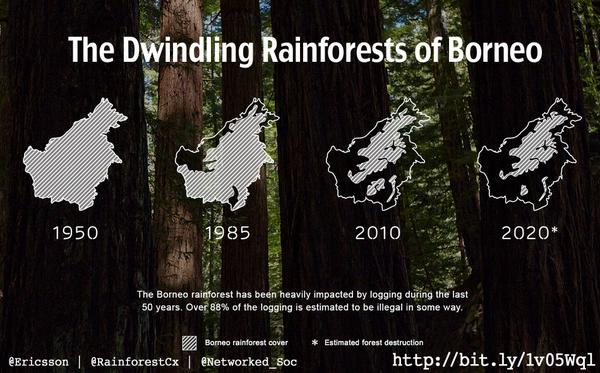 The Dwindling Rainforests of Borneo
1950
1985
2010
2020*
The Borneo rainforest has been heavily impacted by logging during the last
50 years. Over 88% of the logging is estimated to be illegal in some way.
Borneo rainforest cover
* Estimated forest destruction
@Ericsson | @RainforestCx | @Networked_Soc
http://bit.ly/1v05Wql